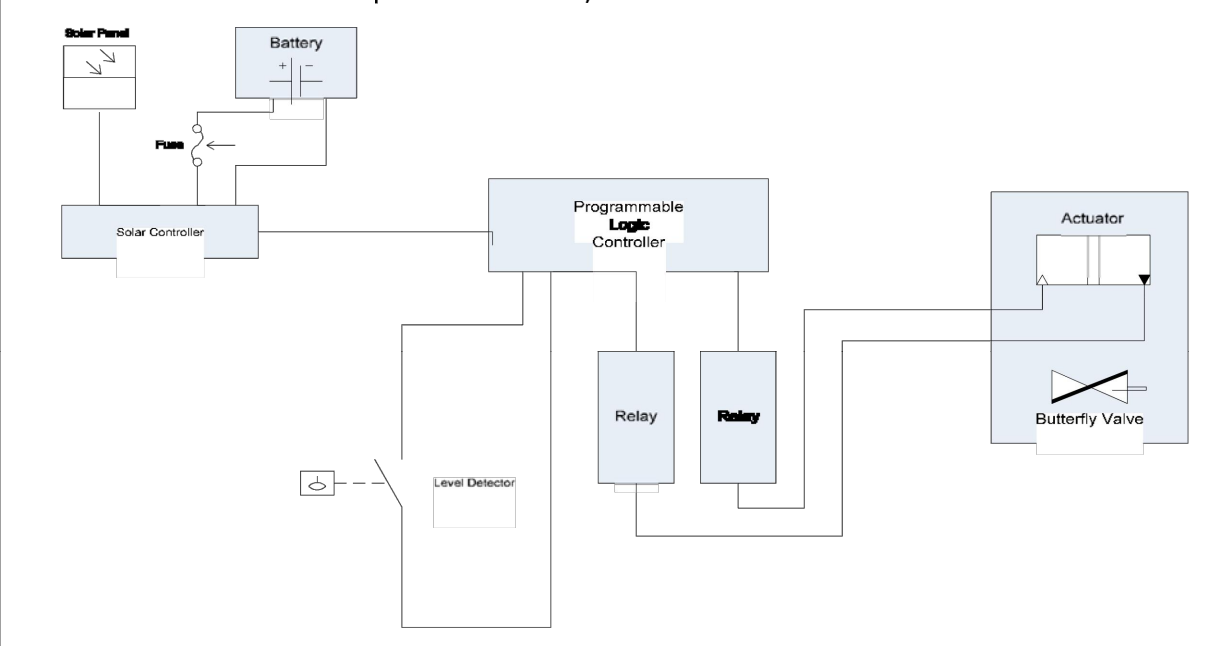 Solar Panel
Battery
+ −
Fuse
Solar Controller
Programmable
Logic
Controller
Actuator
Relay
Relay
Butterfly Valve
Level Detector